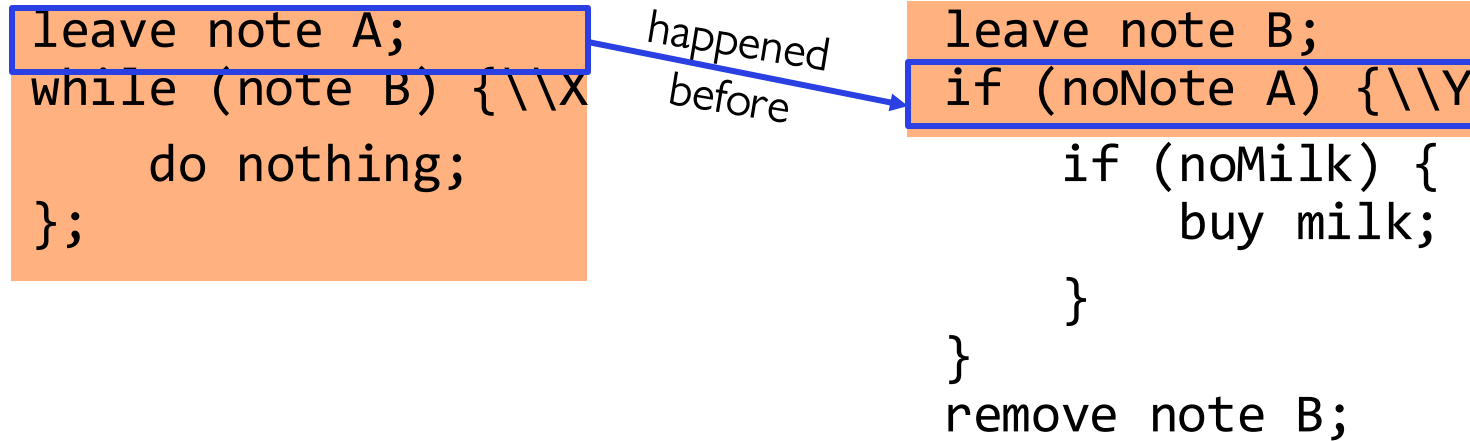 leave note A;
while (note B) {\\X
do nothing;
};
happened
before
leave note B;
if (noNote A) {\\Y
if (noMilk) {
buy milk;
}
}
remove note B;